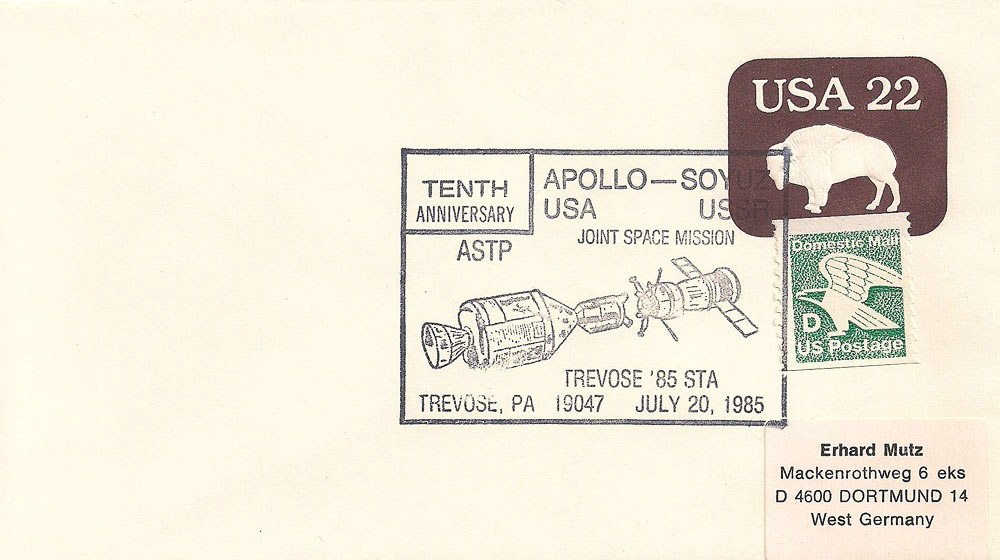 USA 22
TENTH
ANNIVERSARY
APOLLO—SOYUZ
USA USSR
JOINT SPACE MISSION
ASTP
Domestic Mail
D
US Postage
TREVOSE '85 STA
TREVOSE, PA 19047 JULY 20, 1985
Erhard Mutz
Mackenrothweg 6 eks
D 4600 DORTMUND 14
West Germany